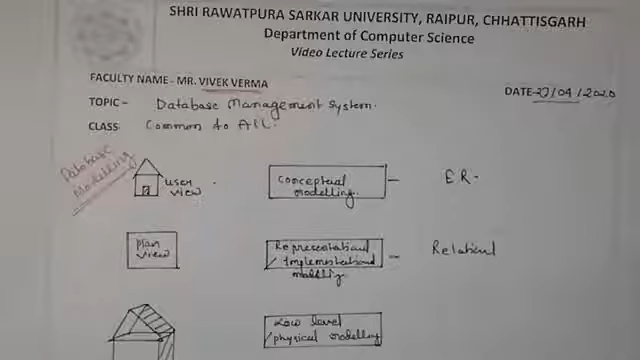 SHRI RAWATPURA SARKAR UNIVERSITY, RAIPUR, CHHATTISGARH
Department of Computer Science
Video Lecture Series
FACULTY NAME - MR. VIVEK VERMA
DATE- 27/04/2020
TOPIC - Database Management System.
CLASS Common to All.
Database Modelling
user view
Conceptual modelling
— ER -
Plan view
Representational / Implementational modelling
— Relational
Low level / physical modelling